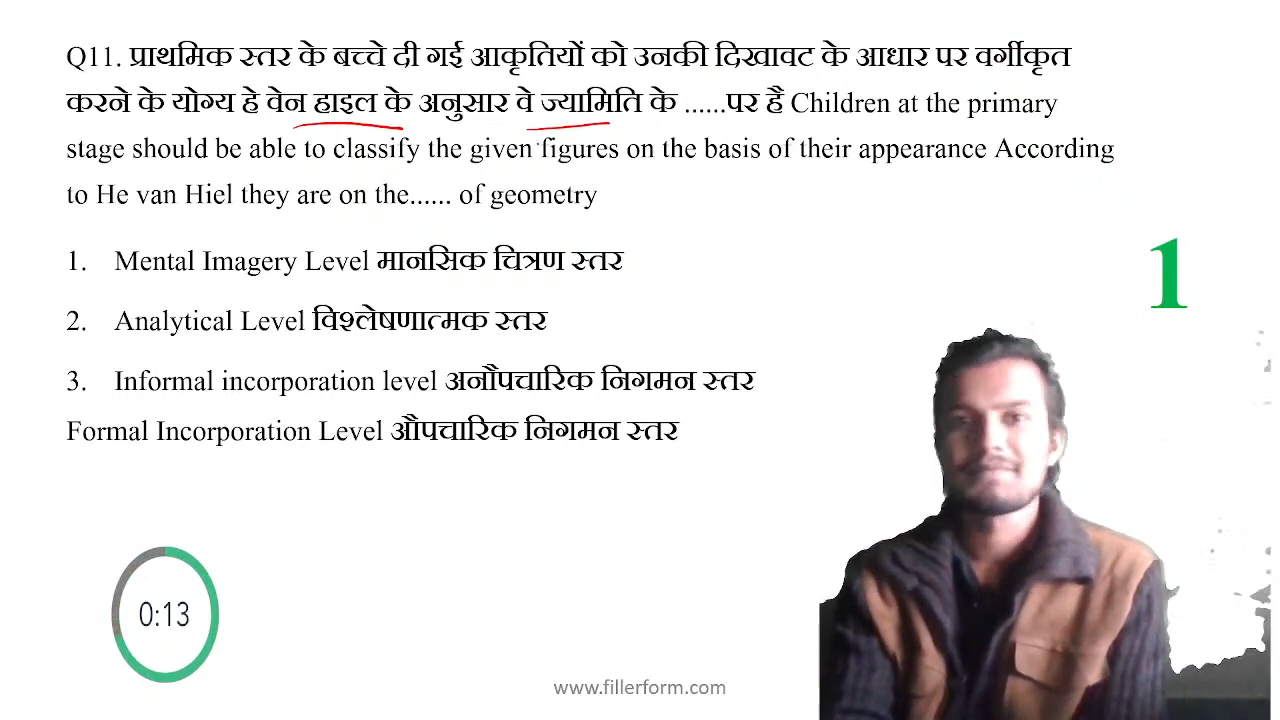 Q11. प्राथमिक स्तर के बच्चे दी गई आकृतियों को उनकी दिखावट के आधार पर वर्गीकृत
करने के योग्य हे वेन हाइल के अनुसार वे ज्यामिति के ......पर है Children at the primary
stage should be able to classify the given figures on the basis of their appearance According
to He van Hiel they are on the...... of geometry
1. Mental Imagery Level मानसिक चित्रण स्तर
1
2. Analytical Level विश्लेषणात्मक स्तर
3. Informal incorporation level अनौपचारिक निगमन स्तर
Formal Incorporation Level औपचारिक निगमन स्तर
0:13
www.fillerform.com